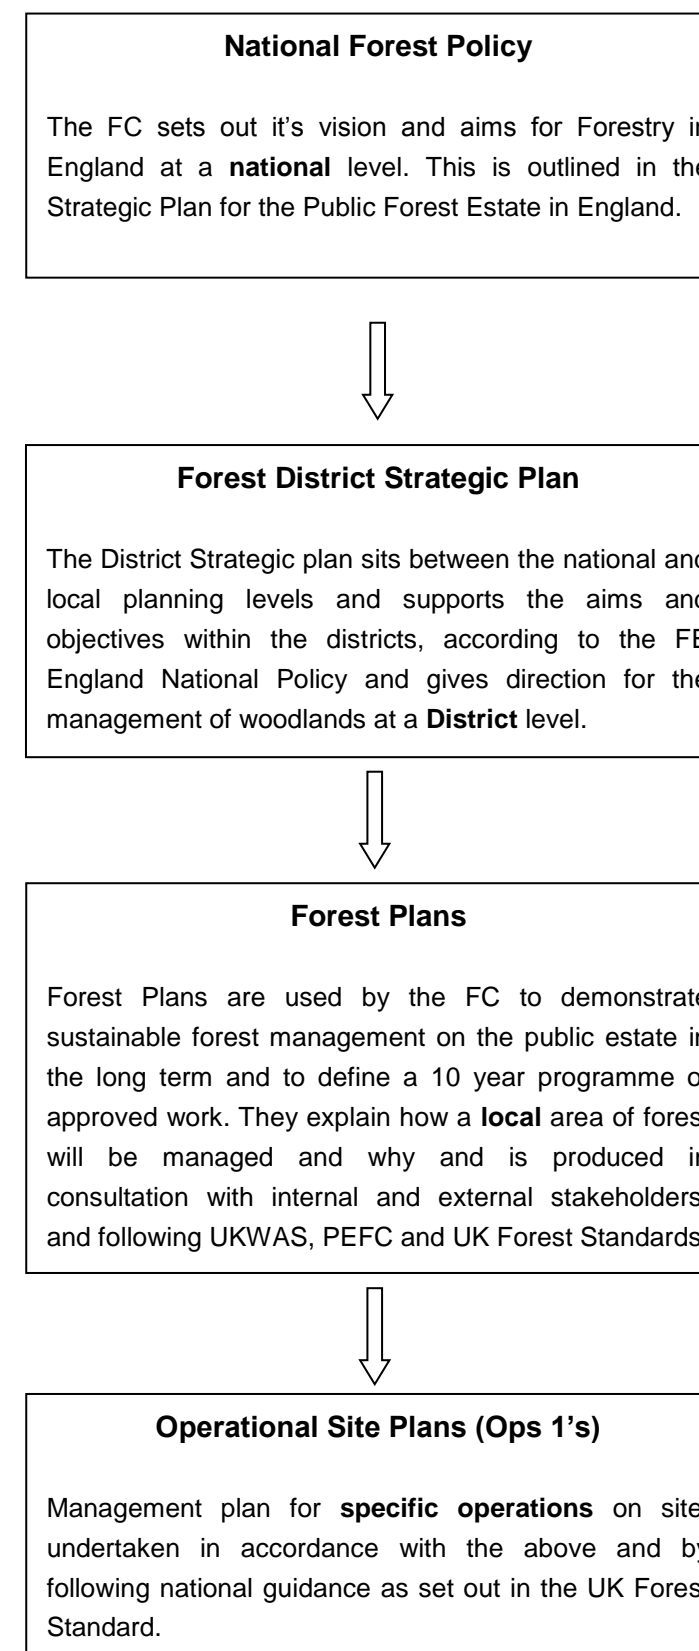 National Forest Policy
The FC sets out it's vision and aims for Forestry in
England at a national level. This is outlined in the
Strategic Plan for the Public Forest Estate in England.
Forest District Strategic Plan
The District Strategic plan sits between the national and
local planning levels and supports the aims and
objectives within the districts, according to the FE
England National Policy and gives direction for the
management of woodlands at a District level.
Forest Plans
Forest Plans are used by the FC to demonstrate
sustainable forest management on the public estate in
the long term and to define a 10 year programme o
approved work. They explain how a local area of fores
will be managed and why and is produced in
consultation with internal and external stakeholders
and following UKWAS, PEFC and UK Forest Standards
Operational Site Plans (Ops 1's)
Management plan for specific operations on site
undertaken in accordance with the above and by
following national guidance as set out in the UK Fores
Standard.